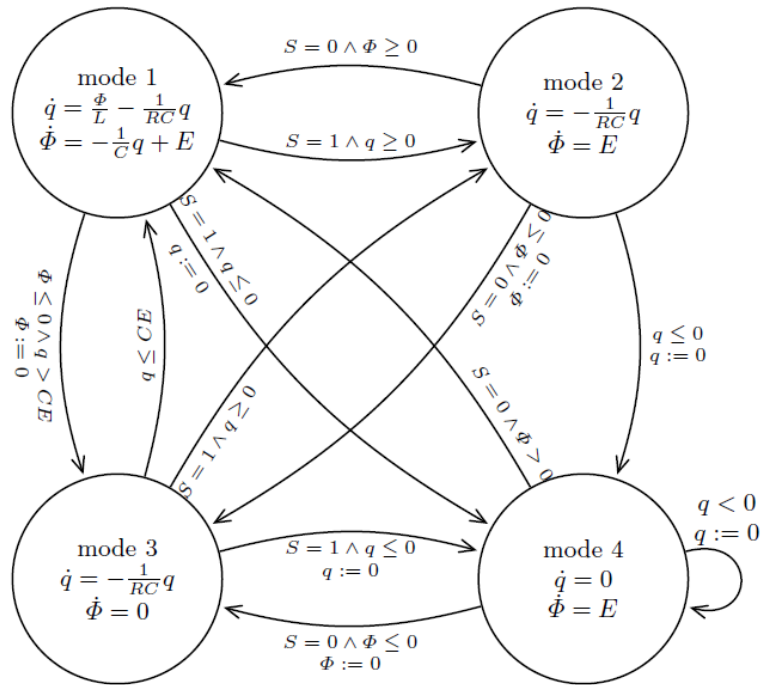 S = 0 ∧ Φ ≥ 0
mode 1
q̇ = Φ/L − 1/RC q
Φ̇ = −1/C q + E
mode 2
q̇ = −1/RC q
Φ̇ = E
S = 1 ∧ q ≥ 0
S = 1 ∧ q ≤ 0
q := 0
S = 0 ∧ Φ ≤ 0
Φ := 0
Φ ≤ 0 ∧ q > CE
Φ := 0
q ≤ CE
q ≤ 0
q := 0
S = 1 ∧ q ≥ 0
S = 0 ∧ Φ > 0
mode 3
q̇ = −1/RC q
Φ̇ = 0
S = 1 ∧ q ≤ 0
q := 0
mode 4
q̇ = 0
Φ̇ = E
q < 0
q := 0
S = 0 ∧ Φ ≤ 0
Φ := 0